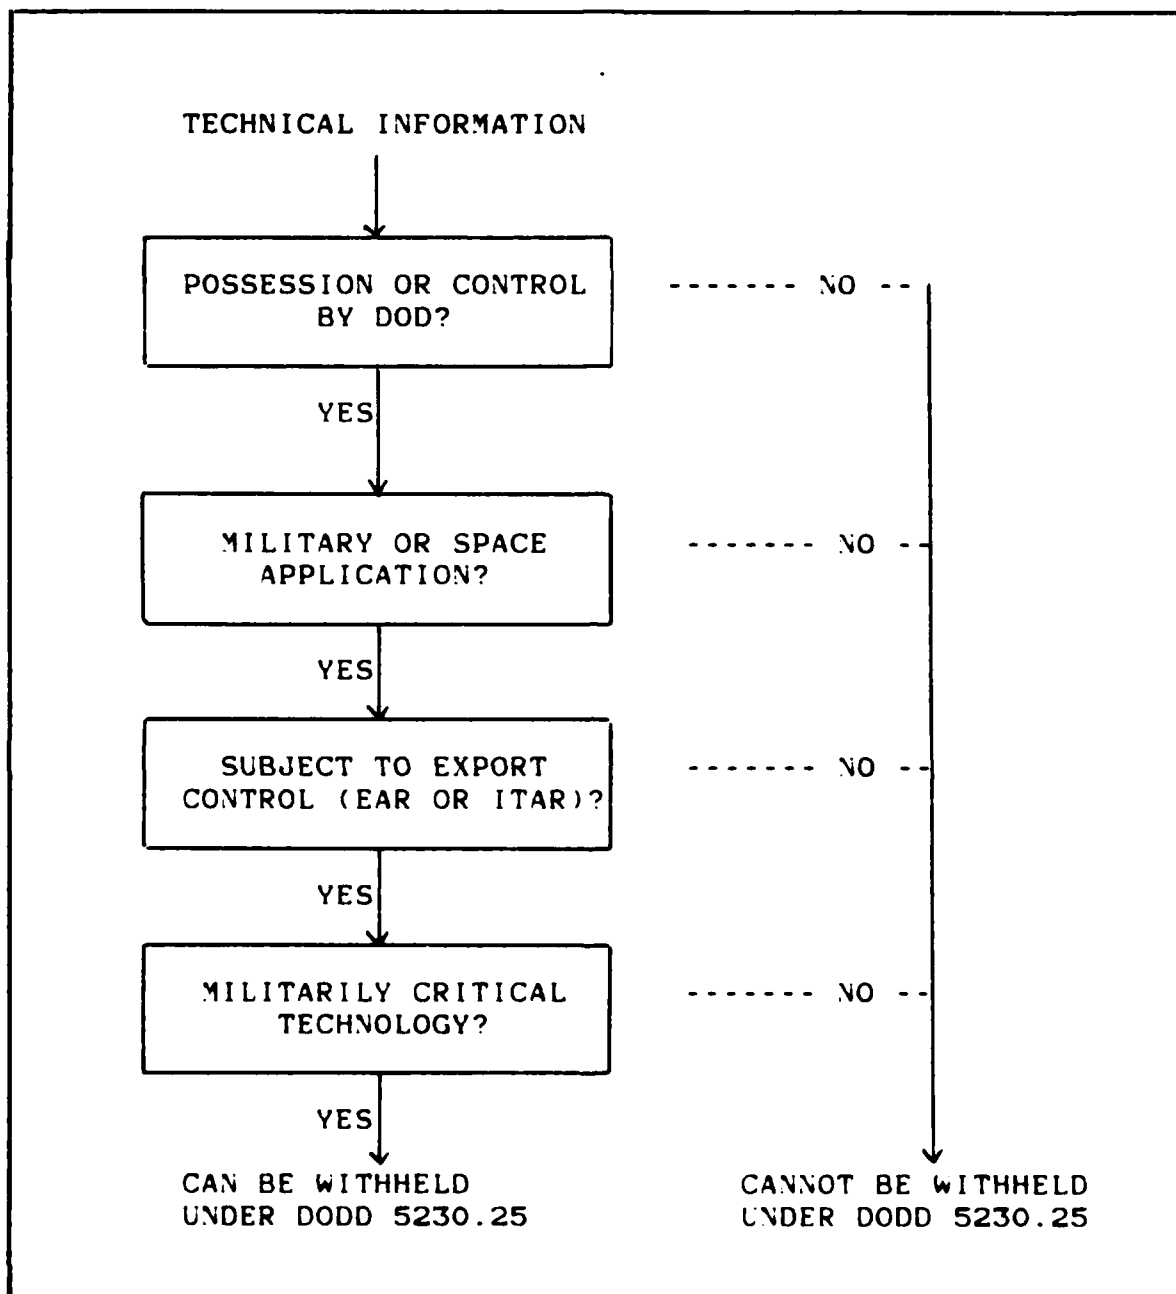 TECHNICAL INFORMATION
POSSESSION OR CONTROL
BY DOD?
NO
YES
MILITARY OR SPACE
APPLICATION?
NO
YES
SUBJECT TO EXPORT
CONTROL (EAR OR ITAR)?
NO
YES
MILITARILY CRITICAL
TECHNOLOGY?
NO
YES
CAN BE WITHHELD
UNDER DODD 5230.25
CANNOT BE WITHHELD
UNDER DODD 5230.25